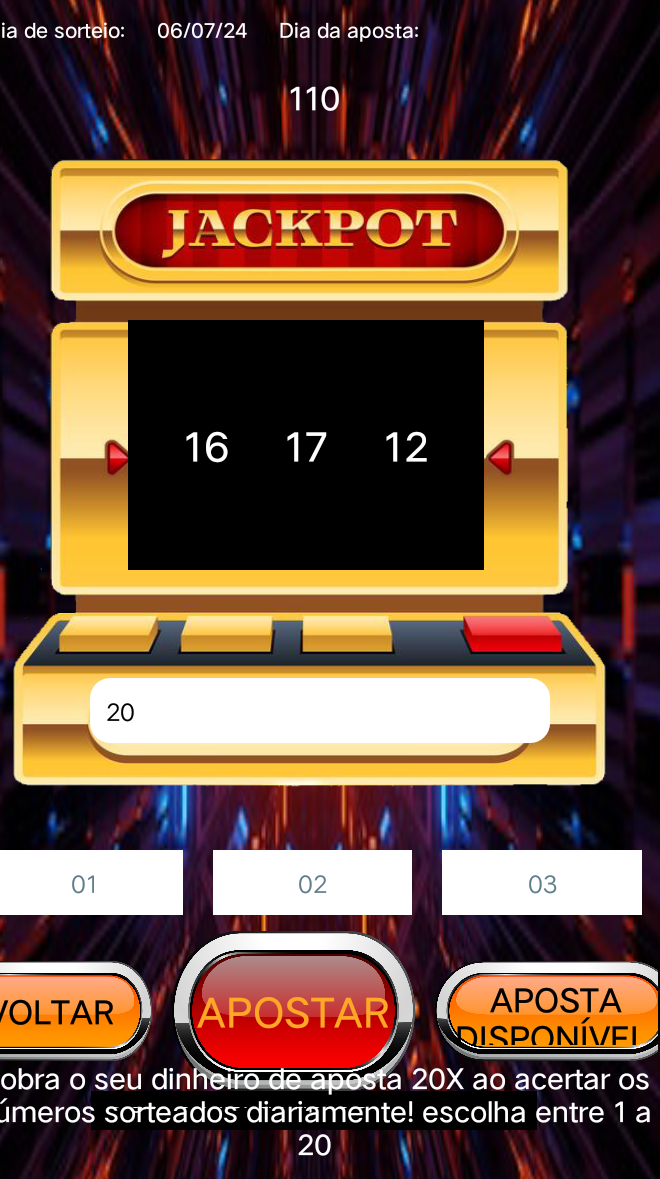 ia de sorteio: 06/07/24 Dia da aposta:
110
JACKPOT
16 17 12
20
01 02 03
VOLTAR APOSTAR APOSTA DISPONÍVEL
obra o seu dinheiro de aposta 20X ao acertar os
úmeros sorteados diariamente! escolha entre 1 a
20